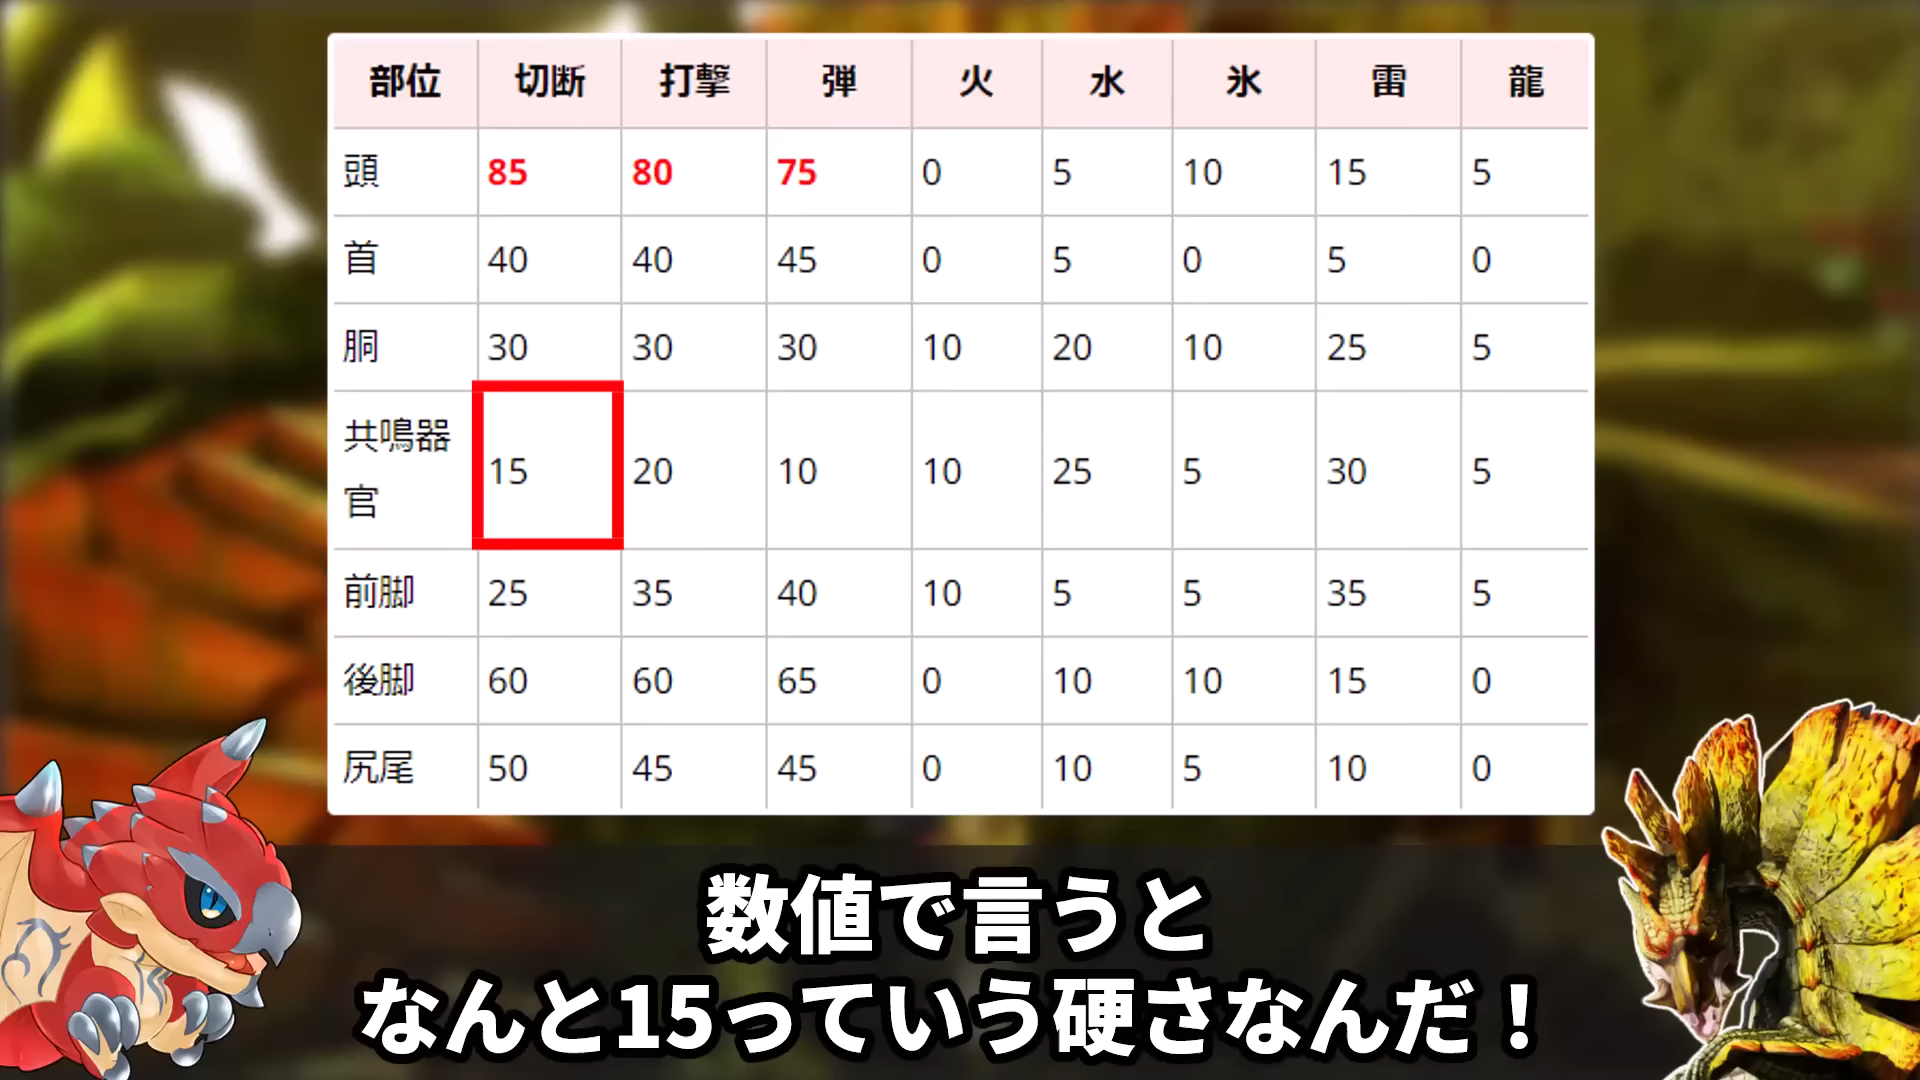 部位 切断 打撃 弾 火 水 氷 雷 龍
頭 85 80 75 0 5 10 15 5
首 40 40 45 0 5 0 5 0
胴 30 30 30 10 20 10 25 5
共鳴器
官 15 20 10 10 25 5 30 5
前脚 25 35 40 10 5 5 35 5
後脚 60 60 65 0 10 10 15 0
尻尾 50 45 45 0 10 5 10 0
数値で言うと
なんと15っていう硬さなんだ！